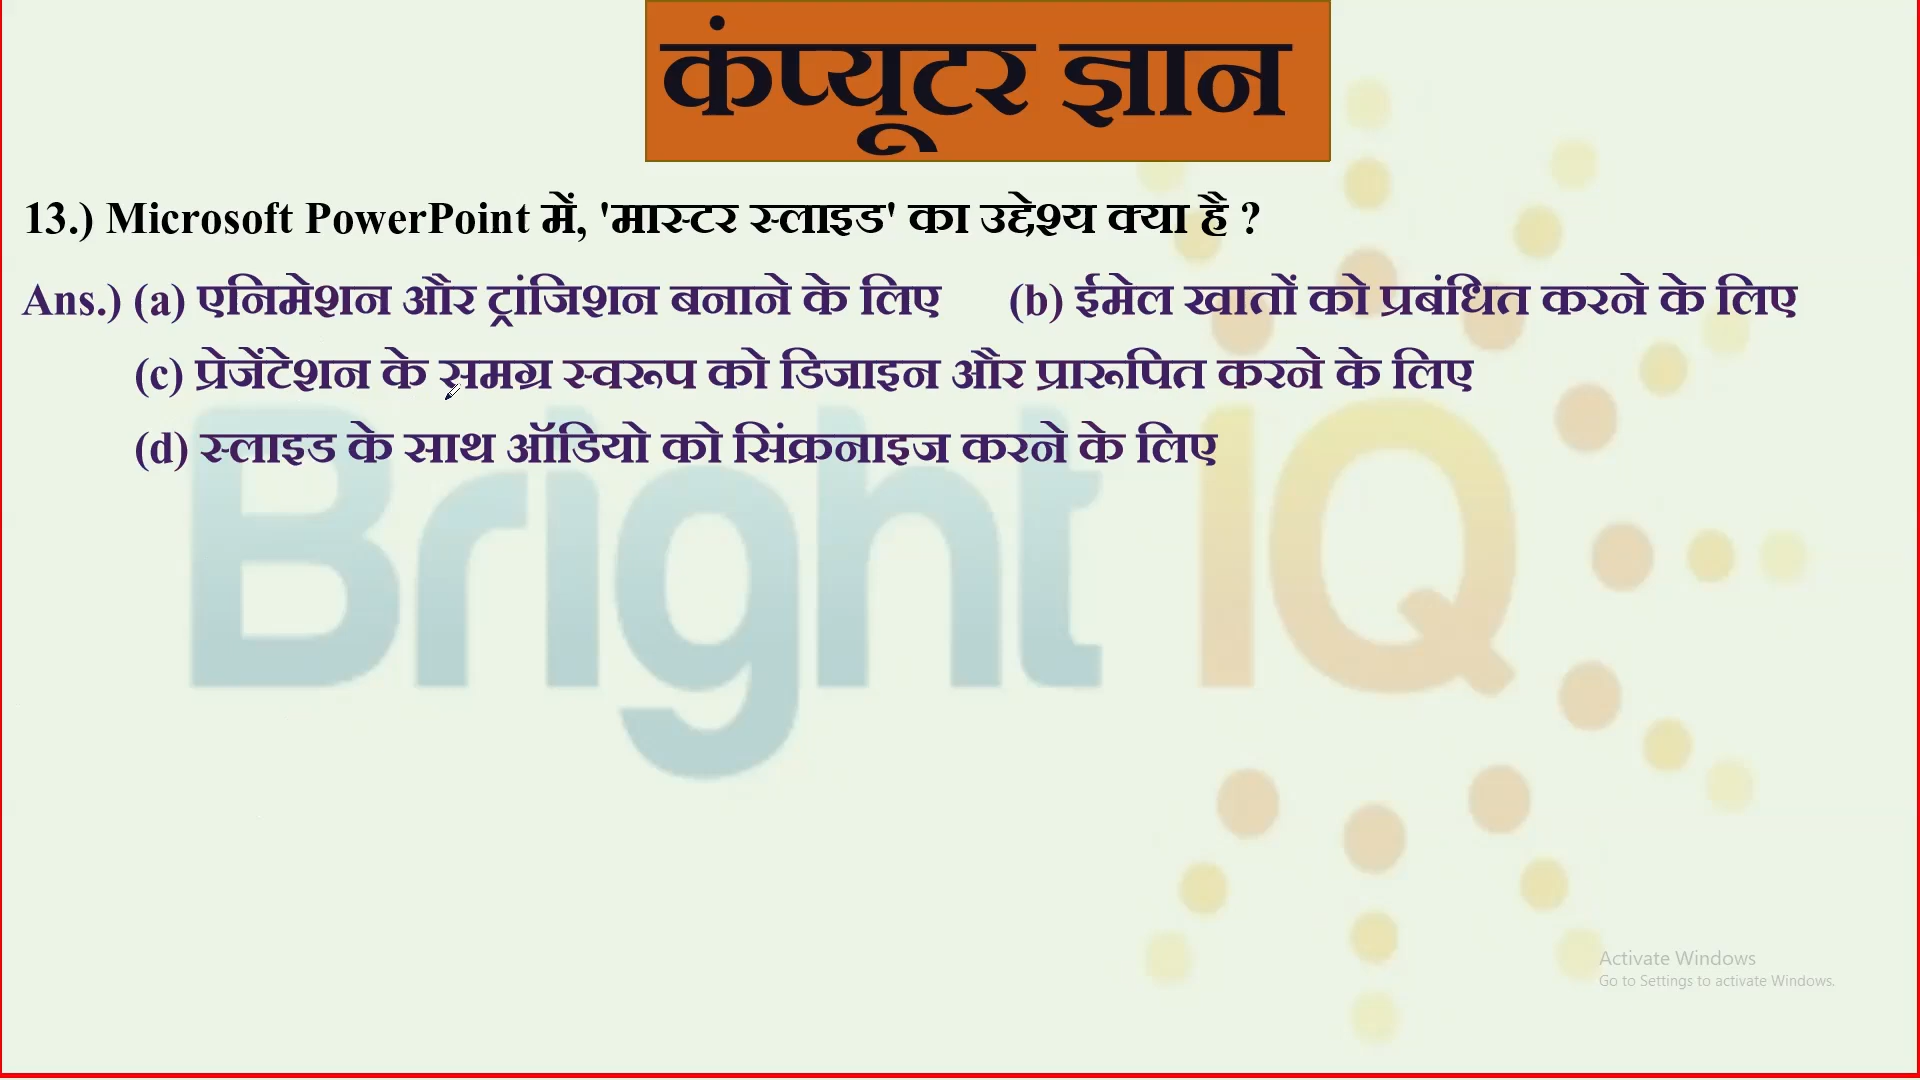 कंप्यूटर ज्ञान
13.) Microsoft PowerPoint में, 'मास्टर स्लाइड' का उद्देश्य क्या है ?
Ans.) (a) एनिमेशन और ट्रांजिशन बनाने के लिए (b) ईमेल खातों को प्रबंधित करने के लिए
(c) प्रेजेंटेशन के समग्र स्वरूप को डिजाइन और प्रारूपित करने के लिए
(d) स्लाइड के साथ ऑडियो को सिंक्रनाइज करने के लिए
Bright IQ
Activate Windows
Go to Settings to activate Windows.